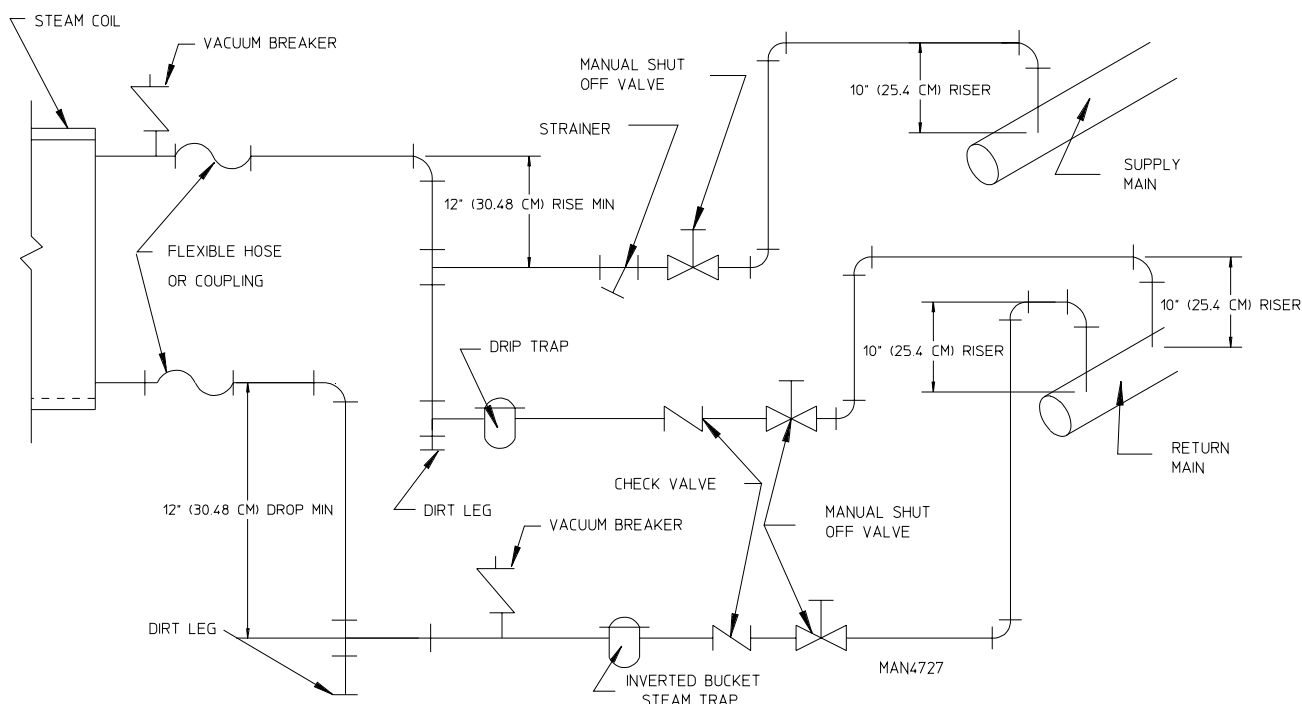 STEAM COIL
VACUUM BREAKER
MANUAL SHUT
OFF VALVE
10" (25.4 CM) RISER
STRAINER
SUPPLY
MAIN
12" (30.48 CM) RISE MIN
FLEXIBLE HOSE
OR COUPLING
10" (25.4 CM) RISER
10" (25.4 CM) RISER
DRIP TRAP
RETURN
MAIN
CHECK VALVE
12" (30.48 CM) DROP MIN
DIRT LEG
MANUAL SHUT
OFF VALVE
VACUUM BREAKER
DIRT LEG
MAN4727
INVERTED BUCKET
STEAM TRAP